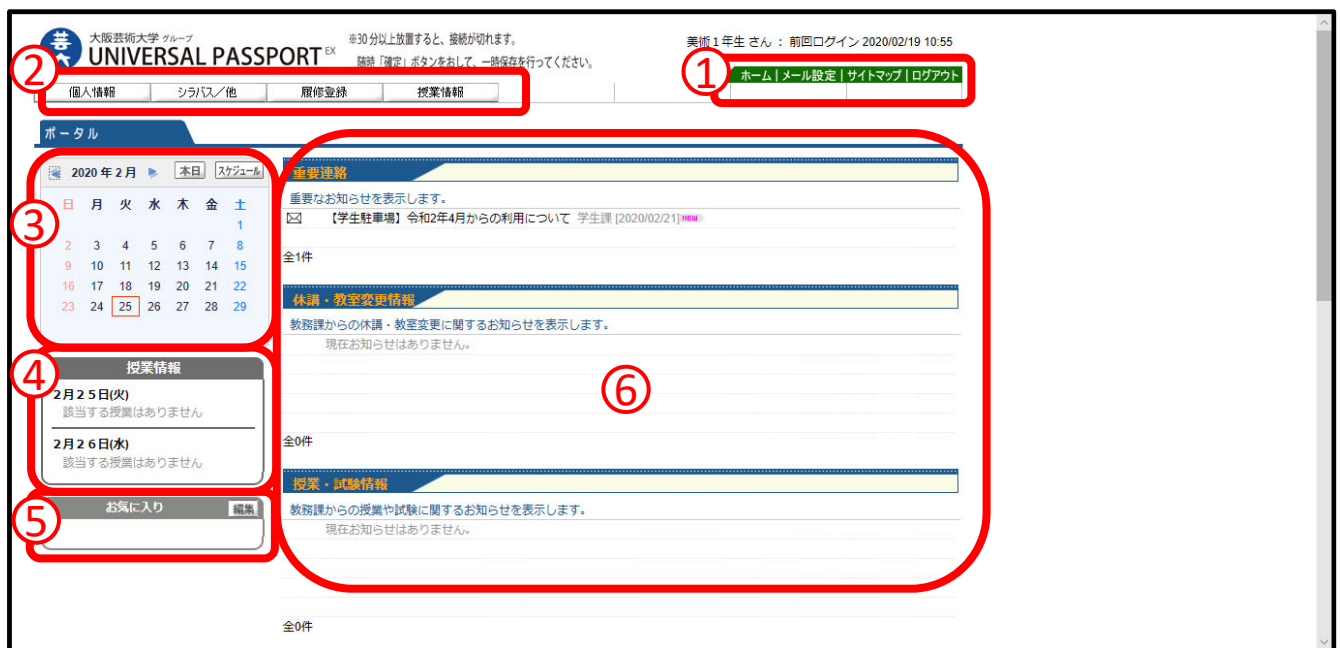 芸大
大阪芸術大学 グループ
UNIVERSAL PASSPORT EX
※30分以上放置すると、接続が切れます。
随時「確定」ボタンをおして、一時保存を行ってください。
美術1年生 さん : 前回ログイン 2020/02/19 10:55
①
ホーム | メール設定 | サイトマップ | ログアウト
②
個人情報 シラバス／他 履修登録 授業情報
ポータル
③
2020 年 2 月 本日 スケジュール
日 月 火 水 木 金 土
1
2 3 4 5 6 7 8
9 10 11 12 13 14 15
16 17 18 19 20 21 22
23 24 25 26 27 28 29
④
授業情報
2月25日(火)
該当する授業はありません
2月26日(水)
該当する授業はありません
⑤
お気に入り 編集
⑥
重要連絡
重要なお知らせを表示します。
【学生駐車場】令和2年4月からの利用について 学生課 [2020/02/21] NEW
全1件
休講・教室変更情報
教務課からの休講・教室変更に関するお知らせを表示します。
現在お知らせはありません。
全0件
授業・試験情報
教務課からの授業や試験に関するお知らせを表示します。
現在お知らせはありません。
全0件